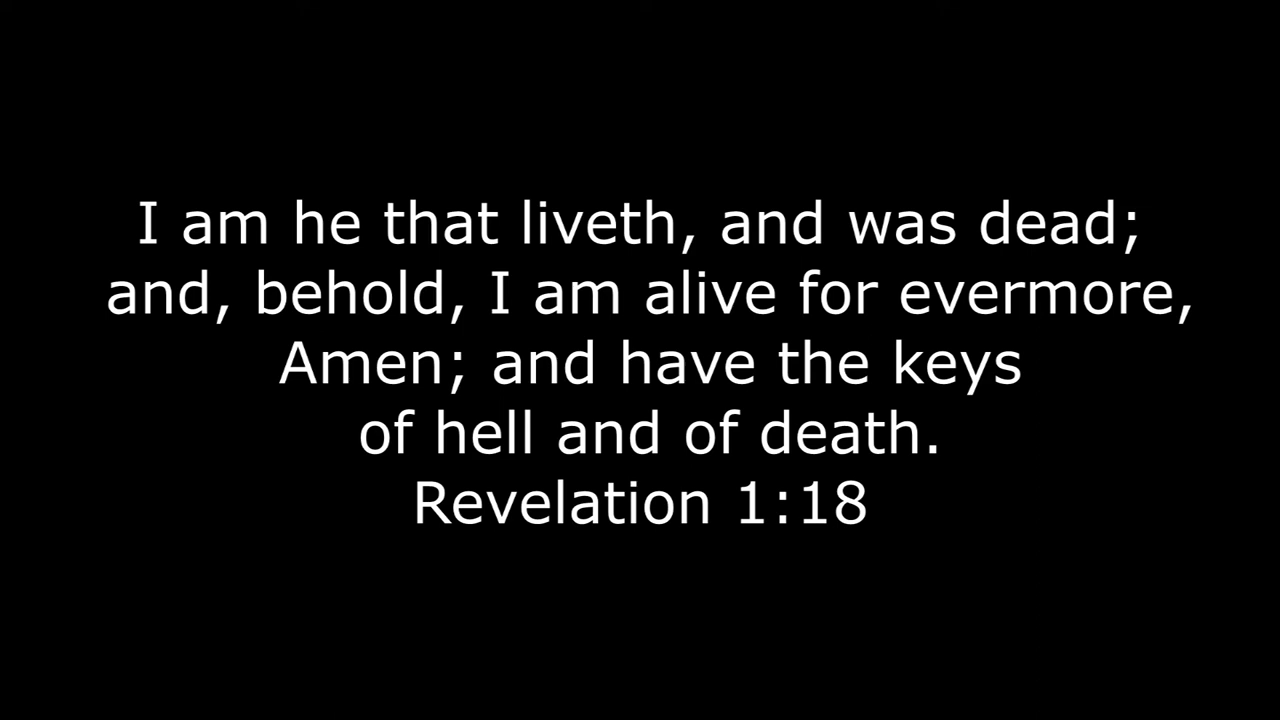 I am he that liveth, and was dead;
and, behold, I am alive for evermore,
Amen; and have the keys
of hell and of death.
Revelation 1:18